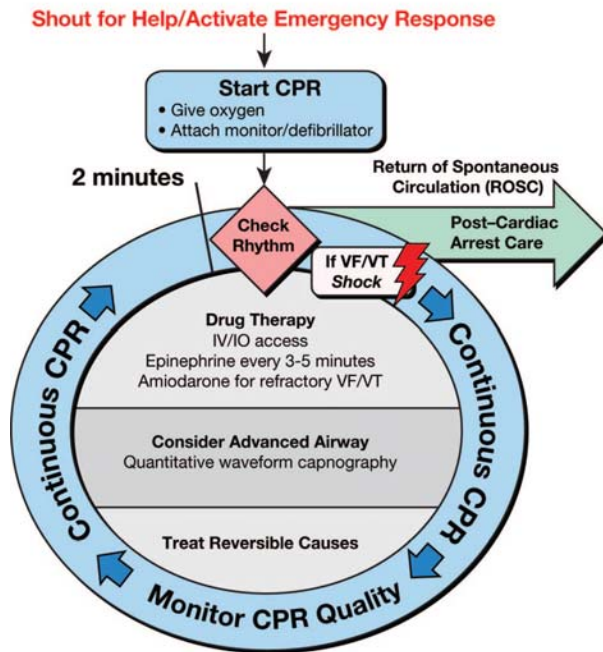 Shout for Help/Activate Emergency Response
Start CPR
• Give oxygen
• Attach monitor/defibrillator
2 minutes
Return of Spontaneous
Circulation (ROSC)
Check
Rhythm
Post–Cardiac
Arrest Care
If VF/VT
Shock
Drug Therapy
IV/IO access
Epinephrine every 3-5 minutes
Amiodarone for refractory VF/VT
Consider Advanced Airway
Quantitative waveform capnography
Treat Reversible Causes
Continuous CPR
Monitor CPR Quality
Continuous CPR